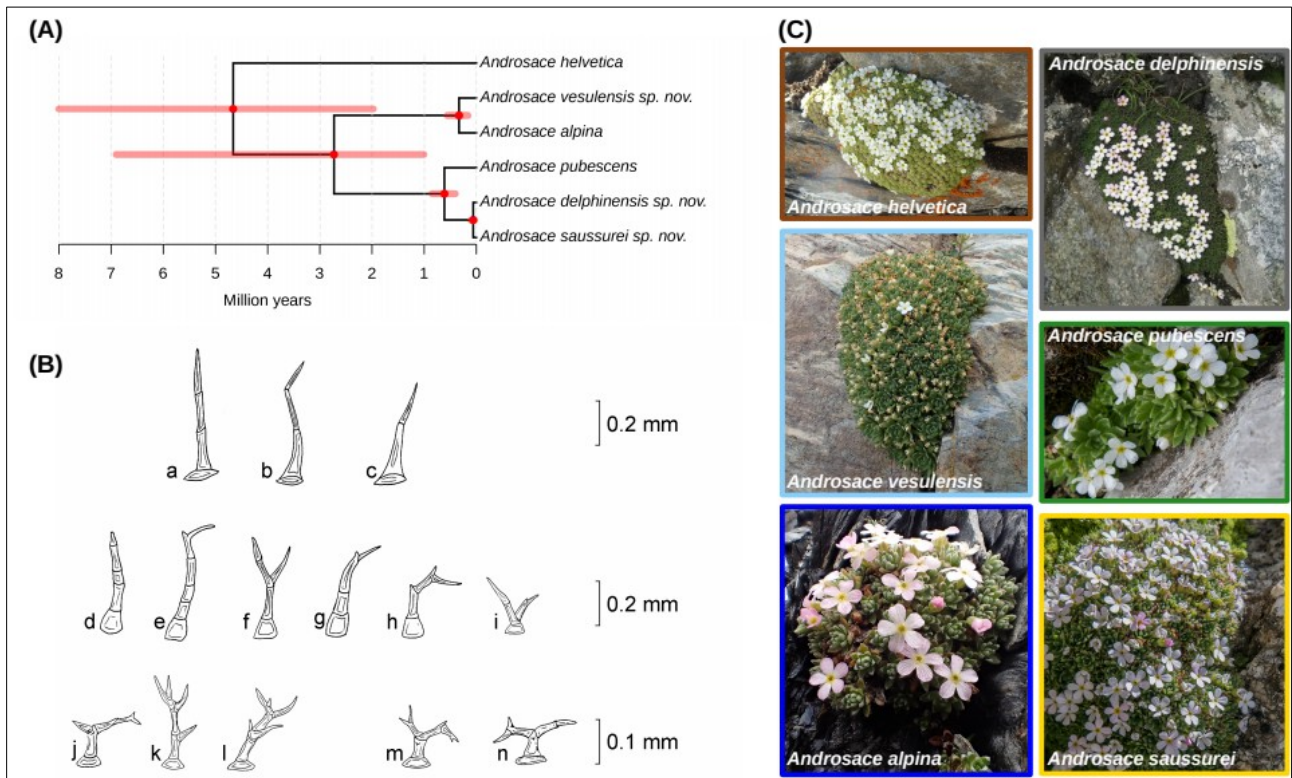 (A)
Androsace helvetica
Androsace vesulensis sp. nov.
Androsace alpina
Androsace pubescens
Androsace delphinensis sp. nov.
Androsace saussurei sp. nov.
8 7 6 5 4 3 2 1 0
Million years
(B)
a b c
0.2 mm
d e f g h i
0.2 mm
j k l m n
0.1 mm
(C)
Androsace helvetica
Androsace delphinensis
Androsace vesulensis
Androsace pubescens
Androsace alpina
Androsace saussurei